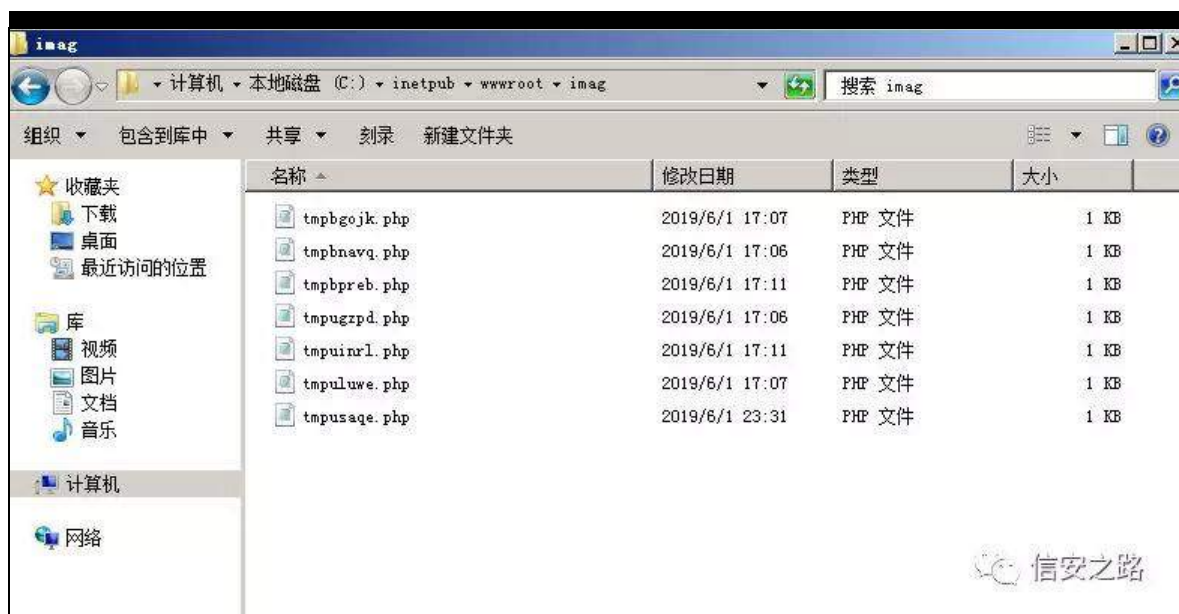 imag
计算机 本地磁盘 (C:) inetpub wwwroot imag
搜索 imag
组织 包含到库中 共享 刻录 新建文件夹
收藏夹
下载
桌面
最近访问的位置
库
视频
图片
文档
音乐
计算机
网络
名称 修改日期 类型 大小
tmpbgojk.php 2019/6/1 17:07 PHP 文件 1 KB
tmpbnavq.php 2019/6/1 17:06 PHP 文件 1 KB
tmpbpreb.php 2019/6/1 17:11 PHP 文件 1 KB
tmpugzpd.php 2019/6/1 17:06 PHP 文件 1 KB
tmpuinrl.php 2019/6/1 17:11 PHP 文件 1 KB
tmpuluwe.php 2019/6/1 17:07 PHP 文件 1 KB
tmpusaqe.php 2019/6/1 23:31 PHP 文件 1 KB
信安之路